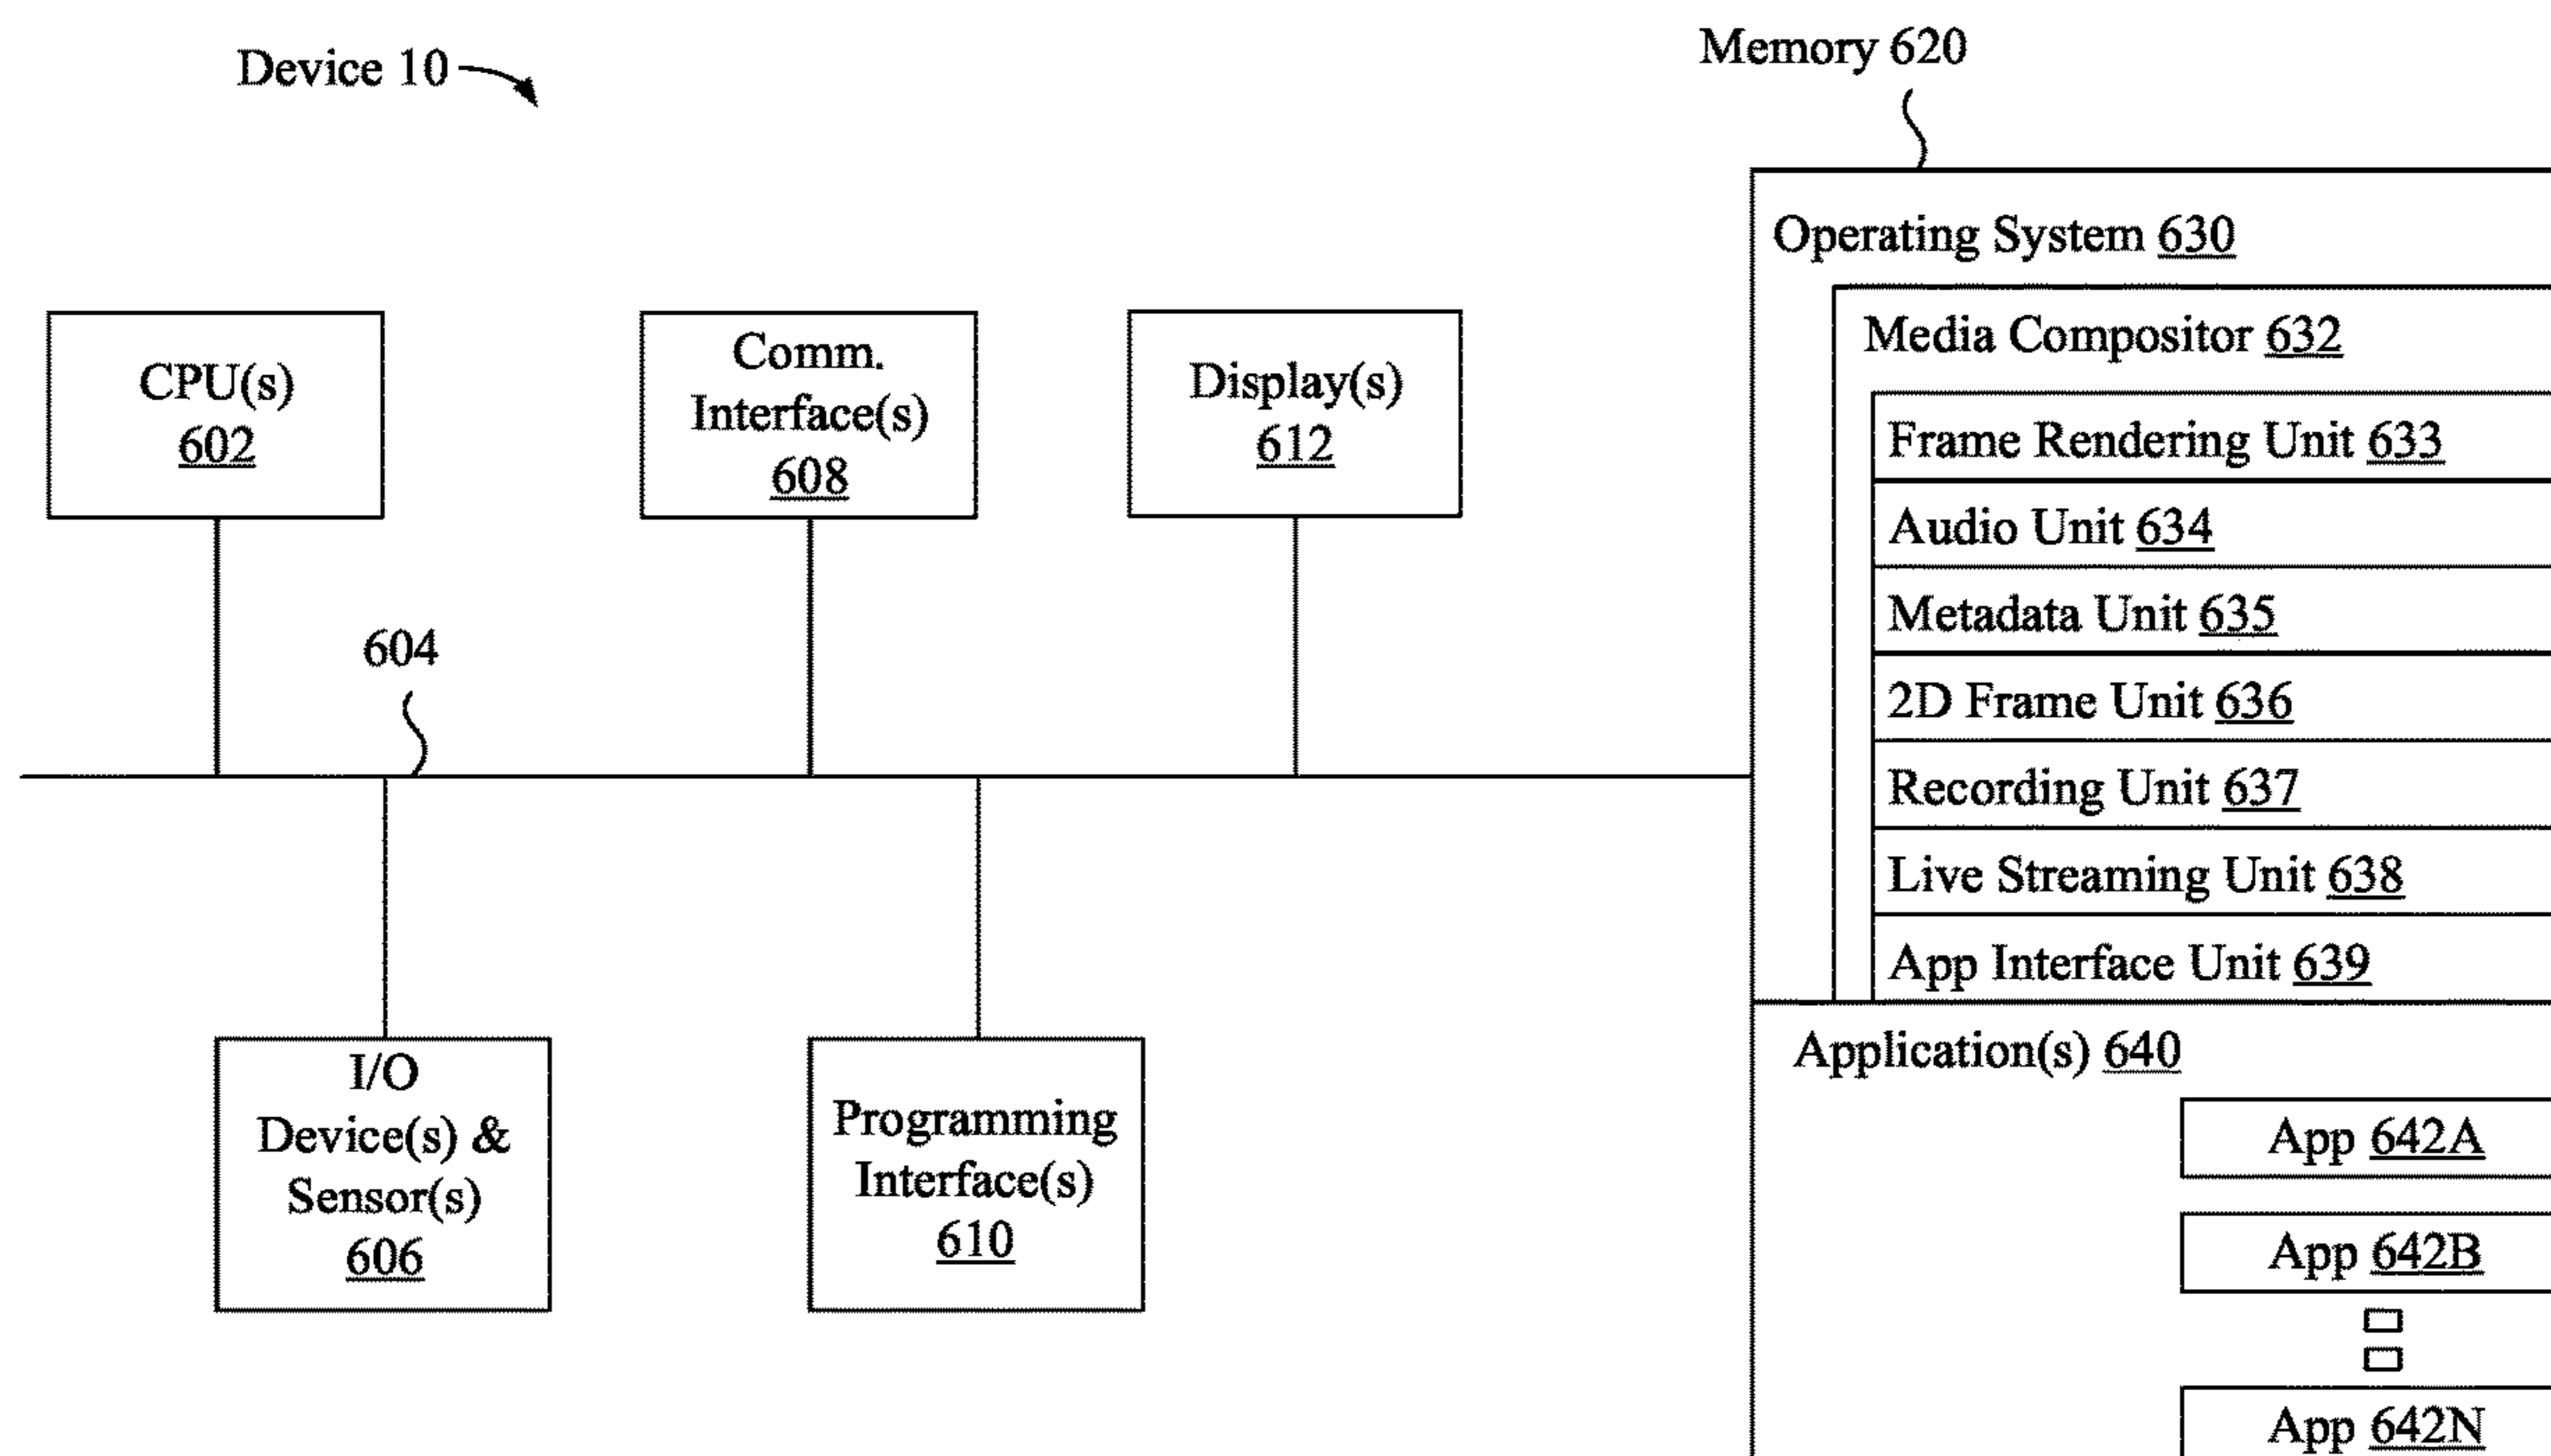 Device 10
Memory 620
Operating System 630
Media Compositor 632
Frame Rendering Unit 633
Audio Unit 634
Metadata Unit 635
2D Frame Unit 636
Recording Unit 637
Live Streaming Unit 638
App Interface Unit 639
Application(s) 640
App 642A
App 642B
App 642N
CPU(s)
602
Comm.
Interface(s)
608
Display(s)
612
604
I/O
Device(s) &
Sensor(s)
606
Programming
Interface(s)
610